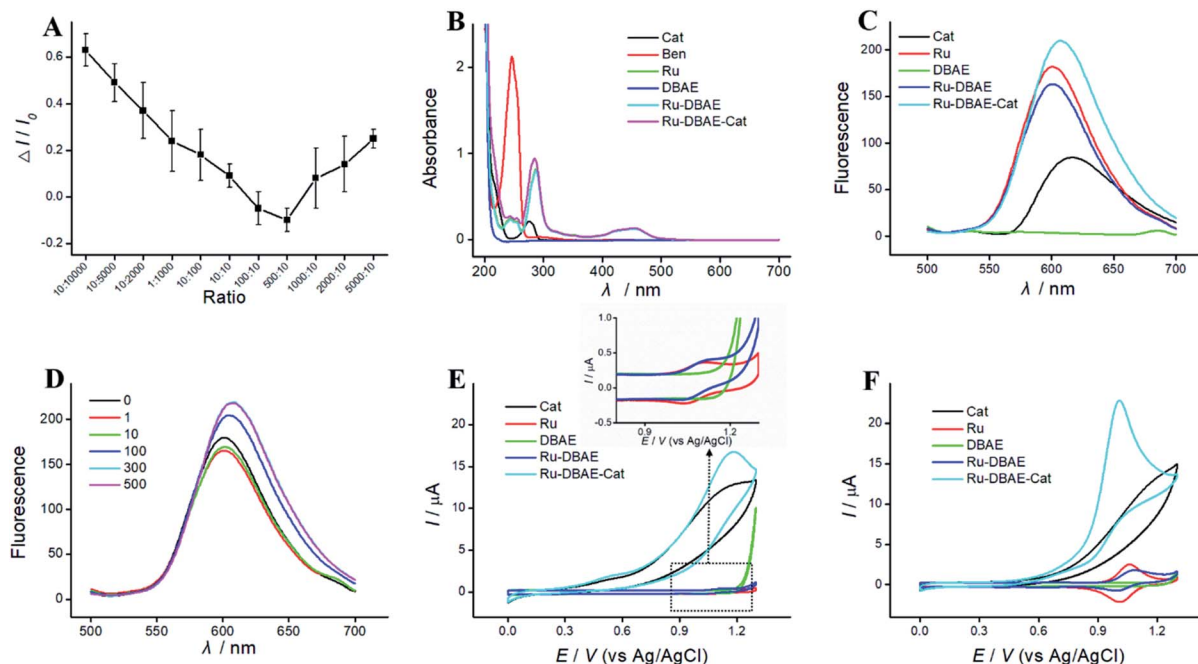 A
Δ I / I0
0.6
0.4
0.2
0.0
-0.2
10:10000
10:5000
10:2000
1:1000
10:100
10:10
100:10
500:10
1000:10
2000:10
5000:10
Ratio
B
Cat
Ben
Ru
DBAE
Ru-DBAE
Ru-DBAE-Cat
Absorbance
2
1
0
200 300 400 500 600 700
λ / nm
C
Cat
Ru
DBAE
Ru-DBAE
Ru-DBAE-Cat
Fluorescence
200
150
100
50
0
500 550 600 650 700
λ / nm
D
0
1
10
100
300
500
Fluorescence
200
150
100
50
0
500 550 600 650 700
λ / nm
E
I / μA
1.0
0.5
0.0
-0.5
0.9 1.2
E / V (vs Ag/AgCl)
Cat
Ru
DBAE
Ru-DBAE
Ru-DBAE-Cat
I / μA
25
20
15
10
5
0
0.0 0.3 0.6 0.9 1.2
E / V (vs Ag/AgCl)
F
Cat
Ru
DBAE
Ru-DBAE
Ru-DBAE-Cat
I / μA
25
20
15
10
5
0
0.0 0.3 0.6 0.9 1.2
E / V (vs Ag/AgCl)